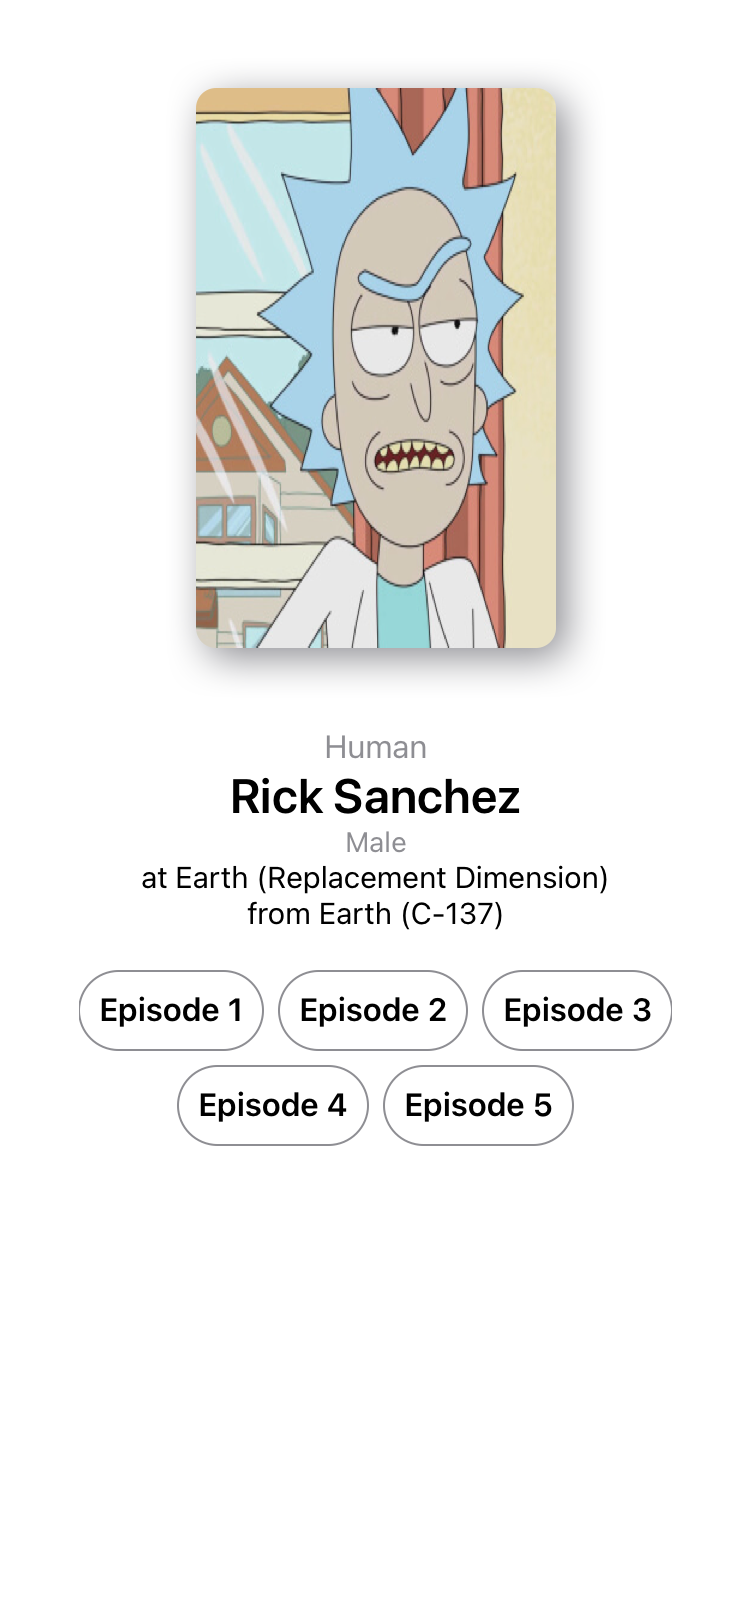 Human
Rick Sanchez
Male
at Earth (Replacement Dimension)
from Earth (C-137)
Episode 1 Episode 2 Episode 3
Episode 4 Episode 5